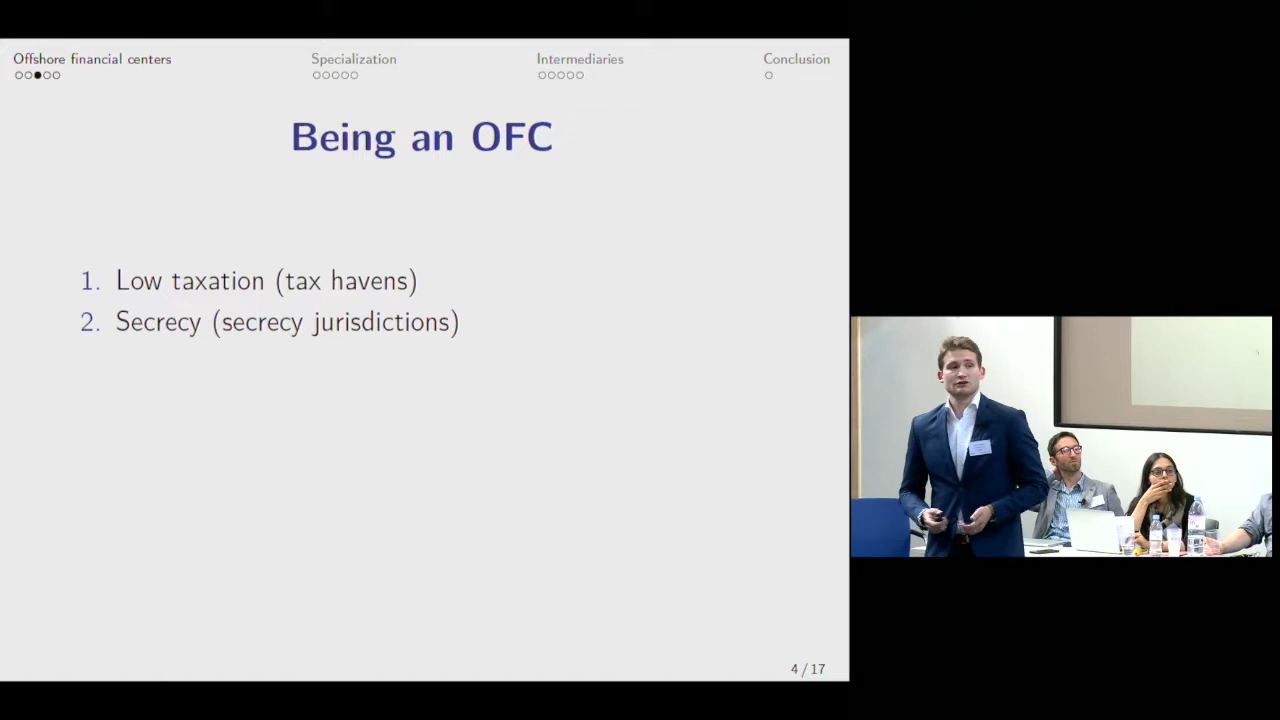 Offshore financial centers
Specialization
Intermediaries
Conclusion
Being an OFC
1. Low taxation (tax havens)
2. Secrecy (secrecy jurisdictions)
4 / 17